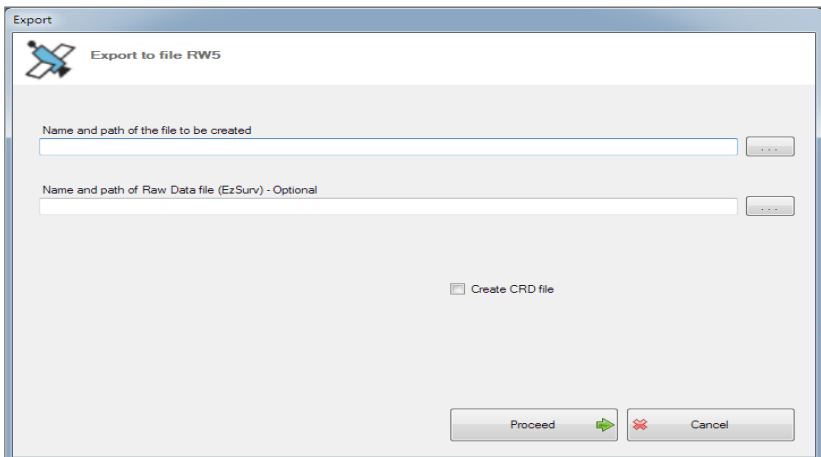 Export
Export to file RW5
Name and path of the file to be created
...
Name and path of Raw Data file (EzSurv) - Optional
...
Create CRD file
Proceed
Cancel